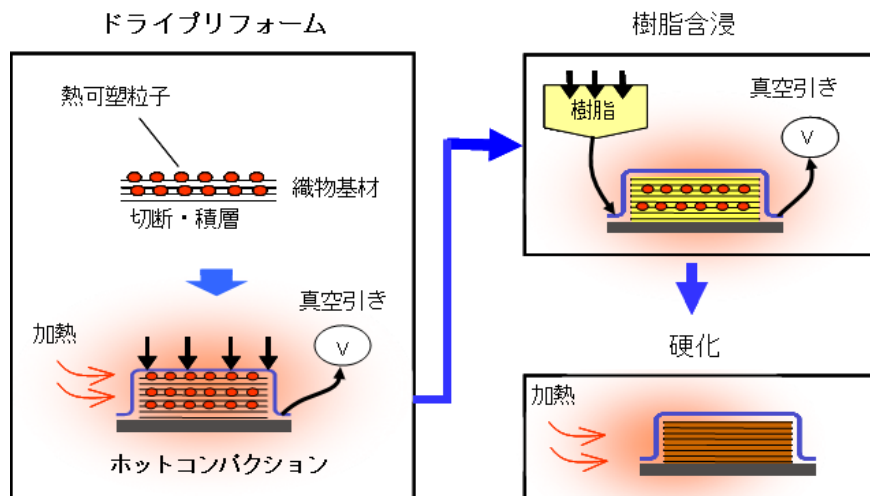 ドライプリフォーム
熱可塑粒子
織物基材
切断・積層
真空引き
加熱
V
ホットコンパクション
樹脂含浸
樹脂
真空引き
V
硬化
加熱